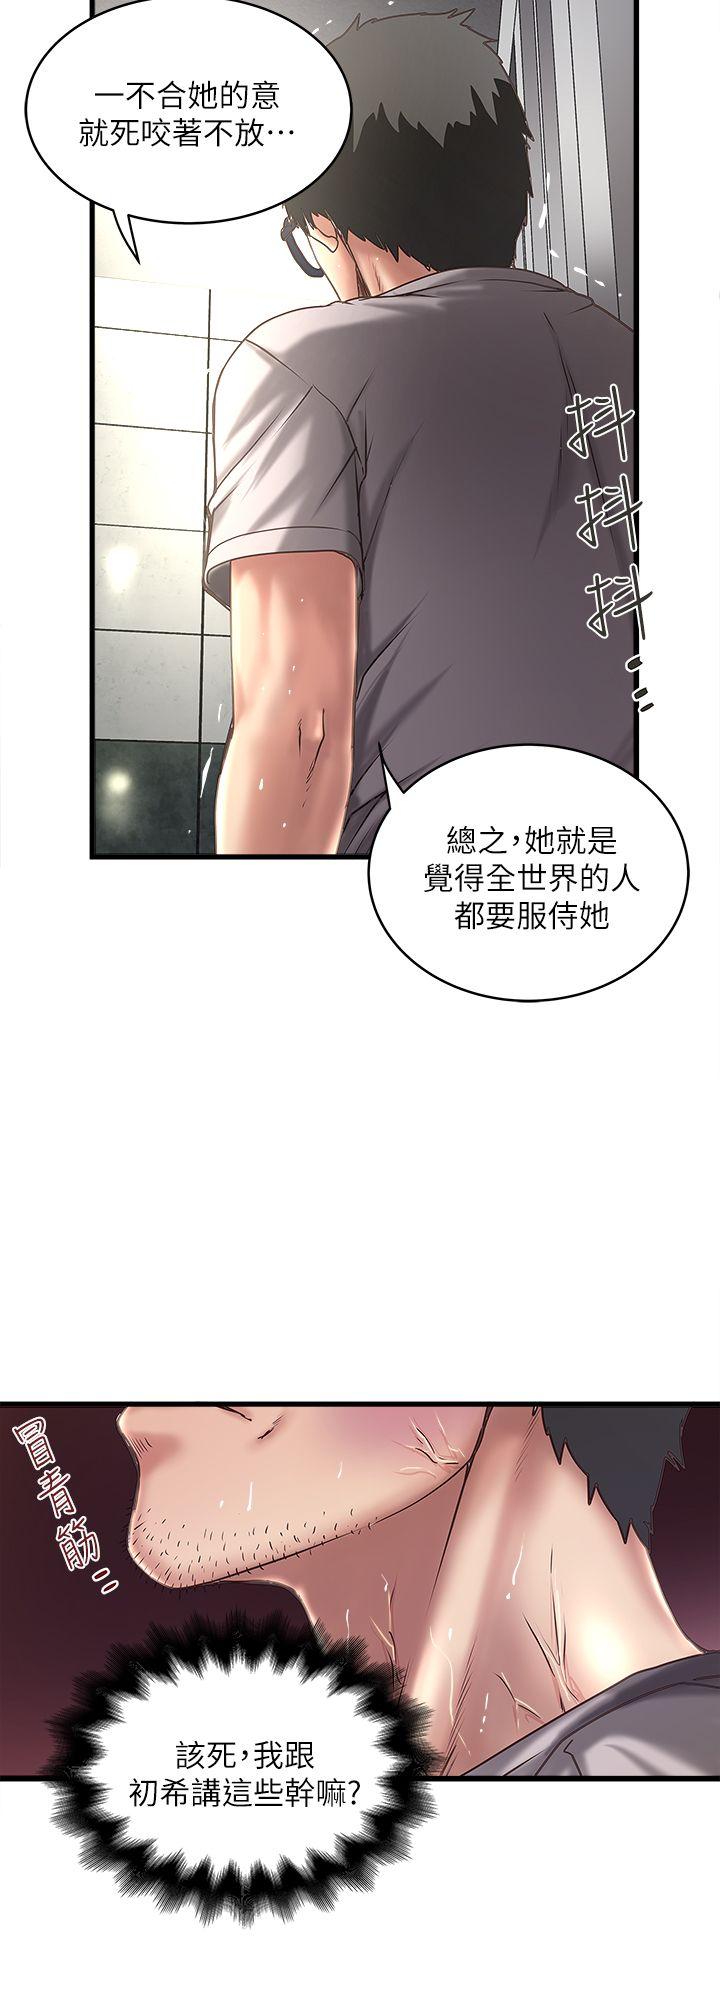 一不合她的意
就死咬著不放…
抖
抖
抖
總之，她就是
覺得全世界的人
都要服侍她
冒青筋
該死，我跟
初希講這些幹嘛？